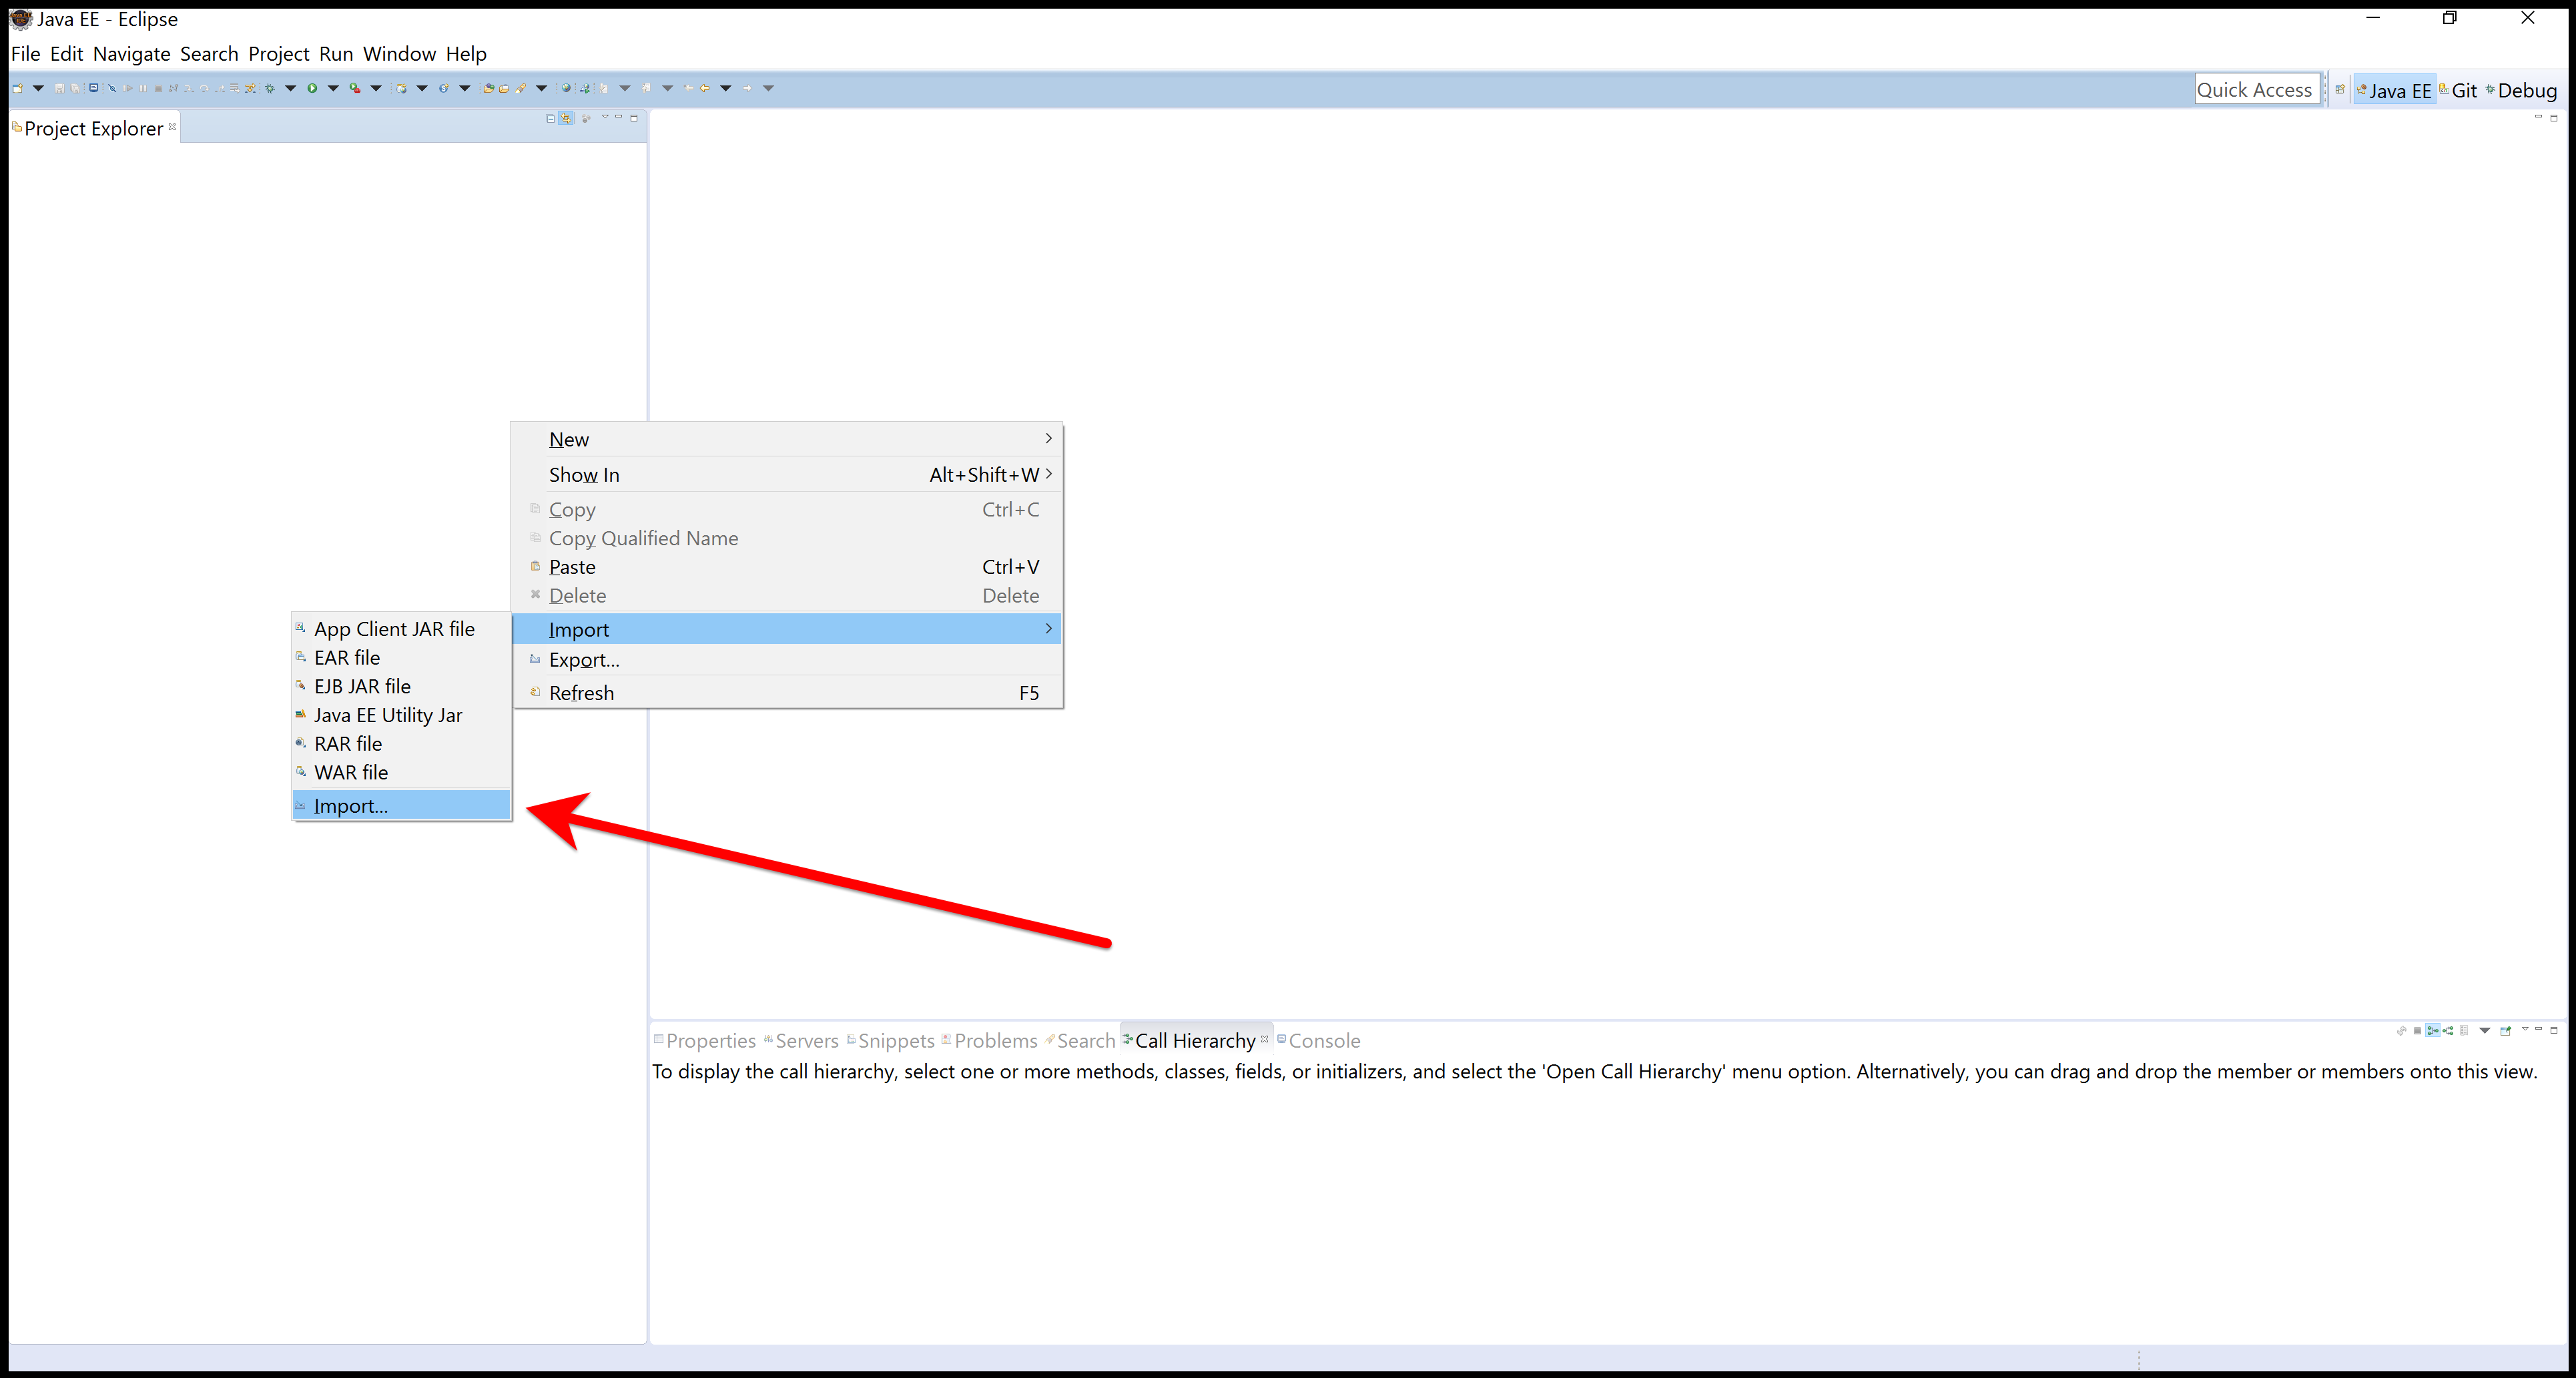 Java EE - Eclipse
File Edit Navigate Search Project Run Window Help
Quick Access Java EE Git Debug
Project Explorer
New
Show In Alt+Shift+W
Copy Ctrl+C
Copy Qualified Name
Paste Ctrl+V
Delete Delete
Import
Export...
Refresh F5
App Client JAR file
EAR file
EJB JAR file
Java EE Utility Jar
RAR file
WAR file
Import...
Properties Servers Snippets Problems Search Call Hierarchy Console
To display the call hierarchy, select one or more methods, classes, fields, or initializers, and select the 'Open Call Hierarchy' menu option. Alternatively, you can drag and drop the member or members onto this view.